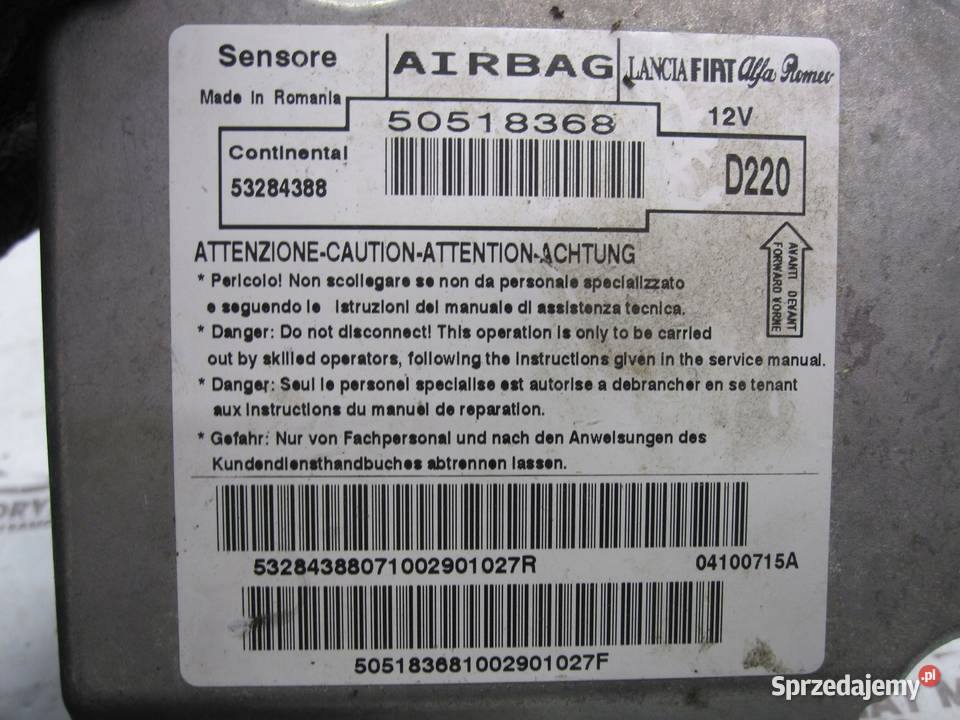 Sensore
AIRBAG
LANCIA FIAT Alfa Romeo
Made in Romania
50518368
12V
Continental
53284388
D220
ATTENZIONE-CAUTION-ATTENTION-ACHTUNG
AVANTI DEVANT
FORWARD VORNE
* Pericolo! Non scollegare se non da personale specializzato
e seguendo le istruzioni del manuale di assistenza tecnica.
* Danger: Do not disconnect! This operation is only to be carried
out by skilled operators, following the instructions given in the service manual.
* Danger: Seul le personel specialise est autorise a debrancher en se tenant
aux instructions du manuel de reparation.
* Gefahr: Nur von Fachpersonal und nach den Anweisungen des
Kundendiensthandbuches abtrennen lassen.
53284388071002901027R
04100715A
505183681002901027F
Sprzedajemy.pl